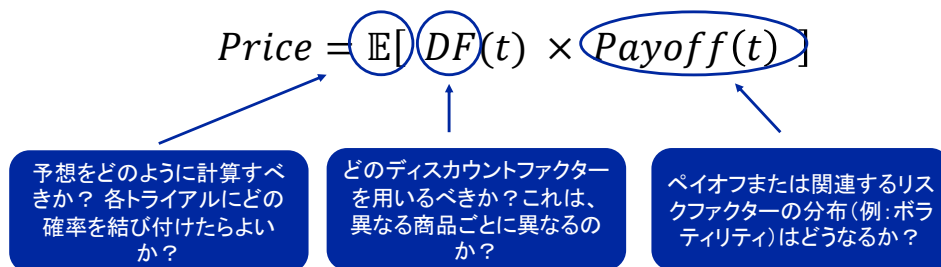 Price = 𝔼[ DF(t) × Payoff(t) ]
予想をどのように計算すべ
きか？ 各トライアルにどの
確率を結び付けたらよい
か？
どのディスカウントファクター
を用いるべきか？これは、
異なる商品ごとに異なるの
か？
ペイオフまたは関連するリス
クファクターの分布（例：ボラ
ティリティ）はどうなるか？